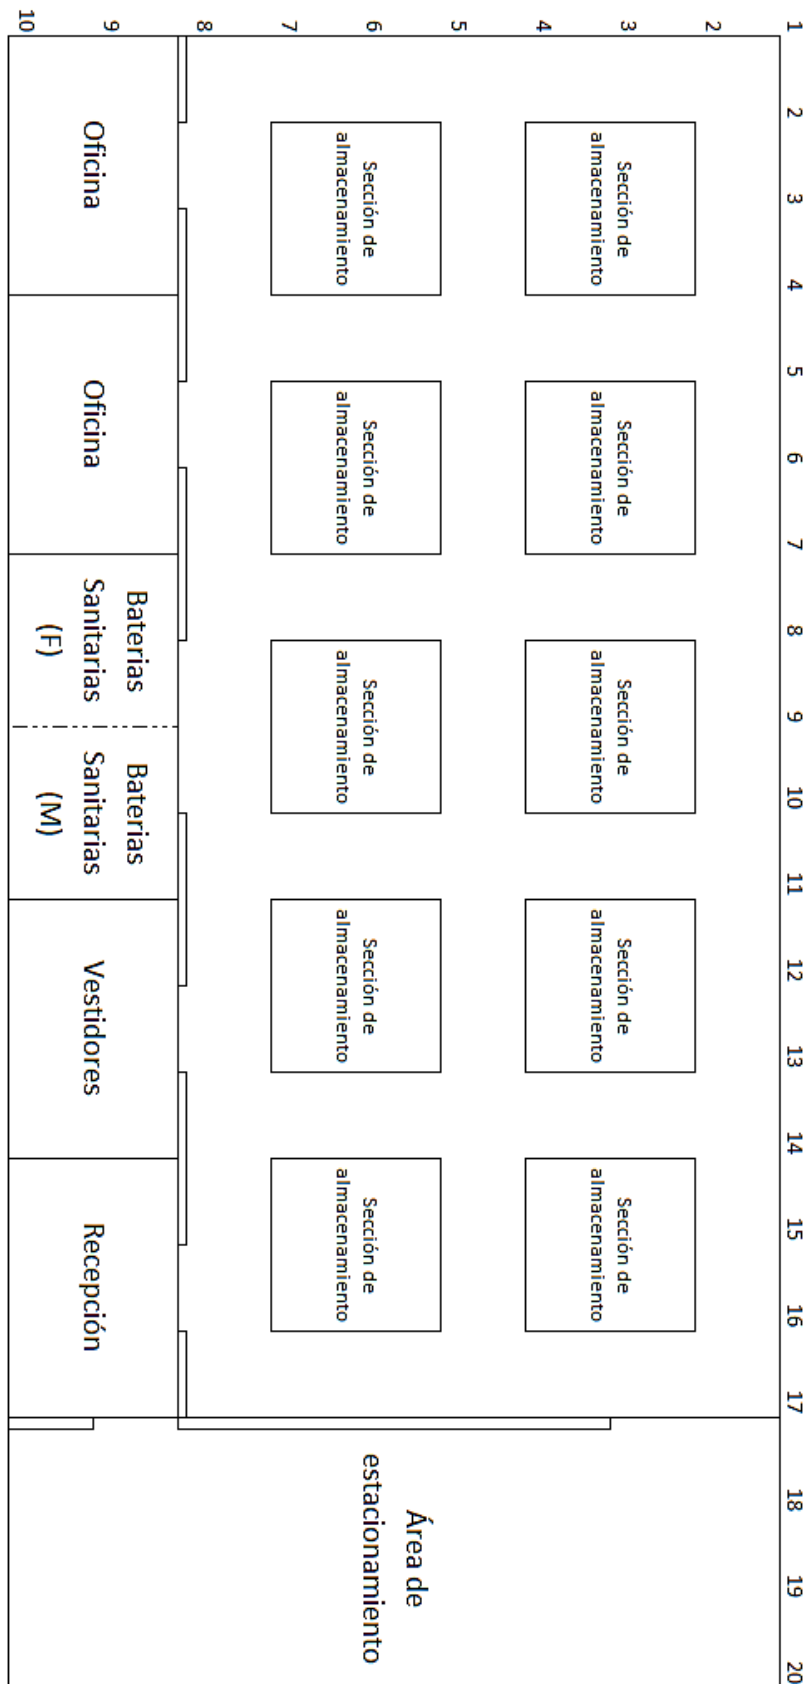 1 2 3 4 5 6 7 8 9 10 11 12 13 14 15 16 17 18 19 20
2
3
4
5
6
7
8
9
10
Sección de
almacenamiento
Sección de
almacenamiento
Sección de
almacenamiento
Sección de
almacenamiento
Sección de
almacenamiento
Área de
estacionamiento
Sección de
almacenamiento
Sección de
almacenamiento
Sección de
almacenamiento
Sección de
almacenamiento
Sección de
almacenamiento
Oficina
Oficina
Baterias
Sanitarias
(F)
Baterias
Sanitarias
(M)
Vestidores
Recepción